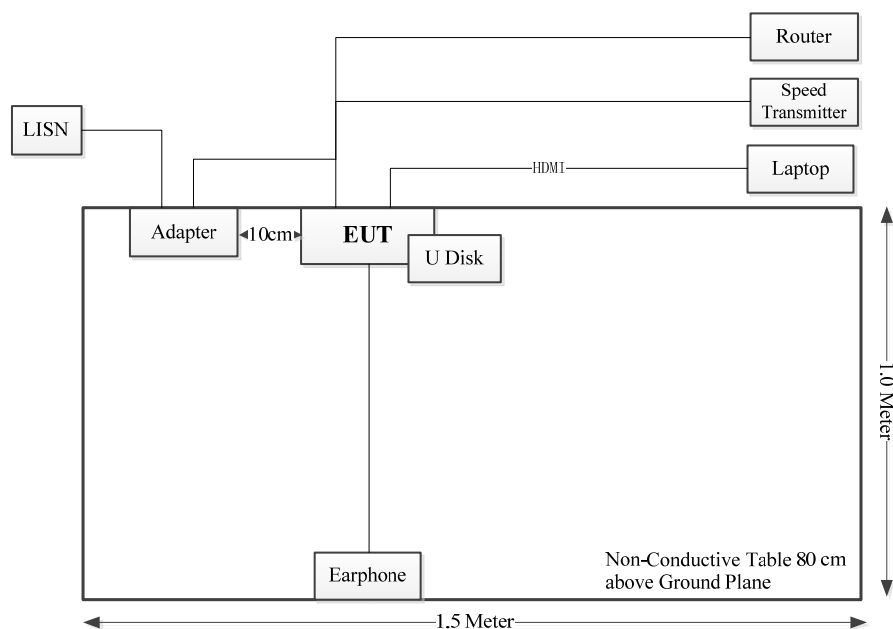 Router
Speed
Transmitter
LISN
HDMI
Laptop
Adapter
10cm
EUT
U Disk
1.0 Meter
Earphone
Non-Conductive Table 80 cm
above Ground Plane
1.5 Meter